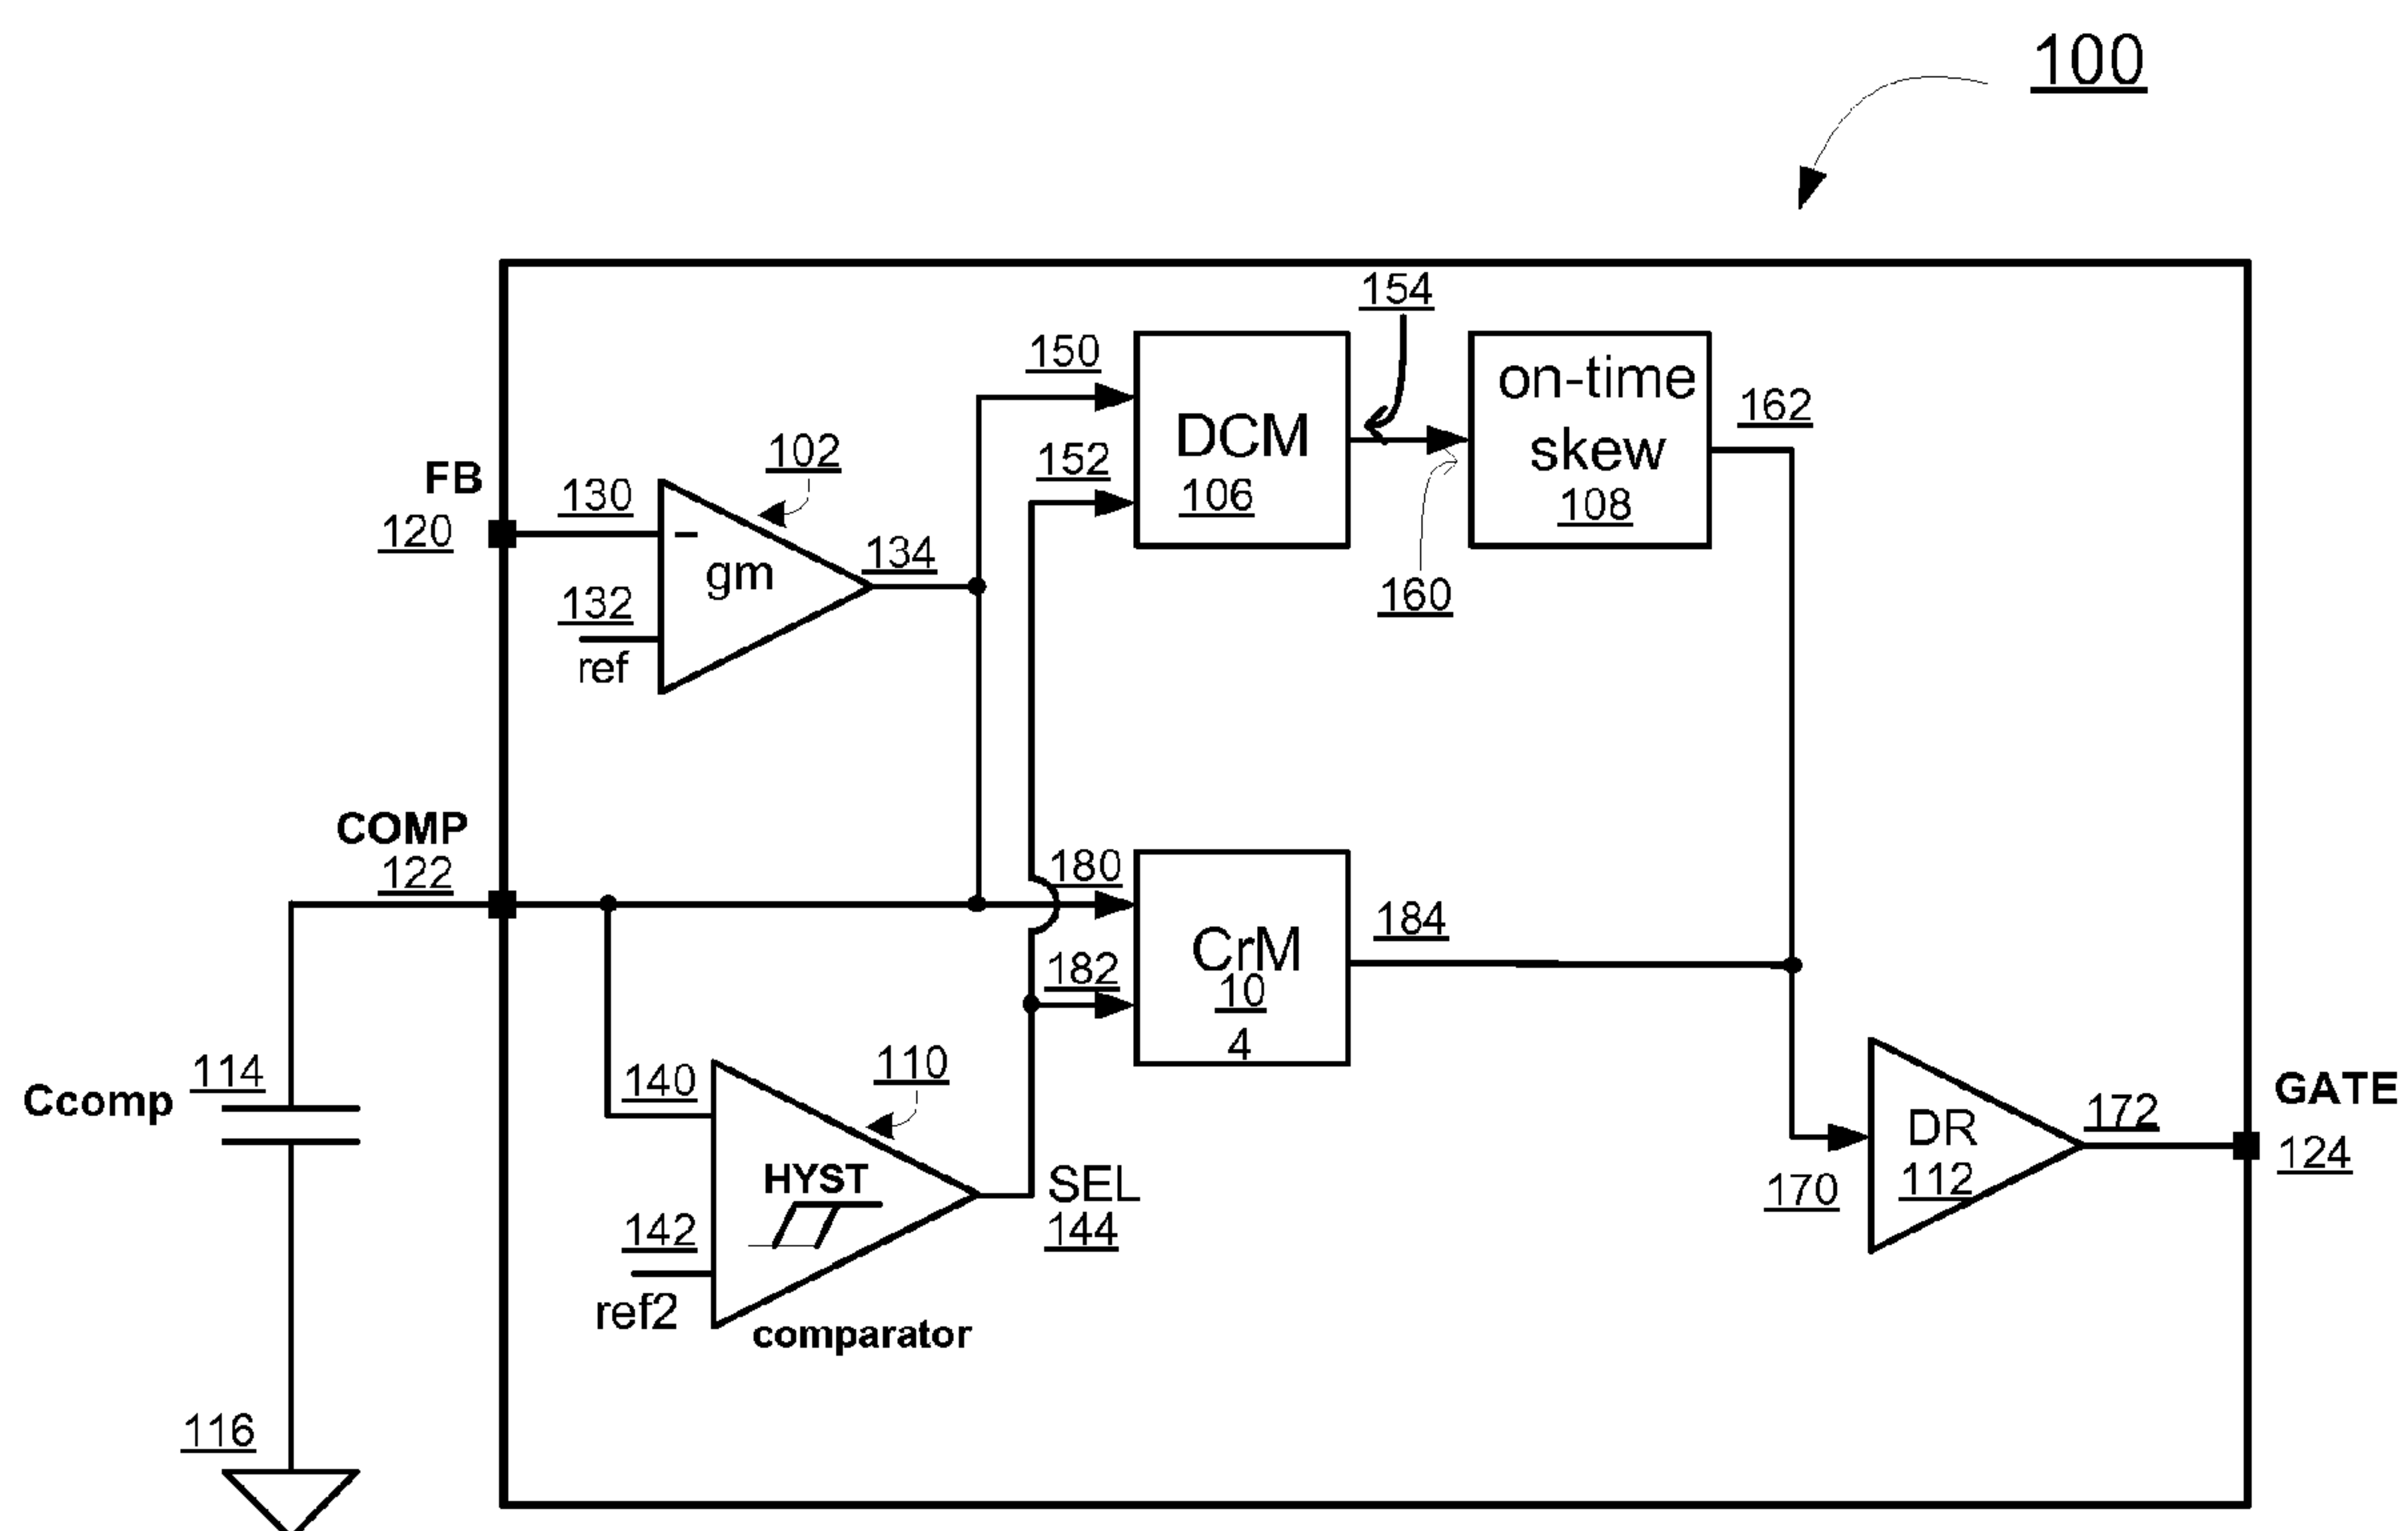 100
154
150
on-time
skew
108
162
DCM
106
152
102
FB
120
130
gm
134
132
ref
160
COMP
122
180
184
CrM
10
4
182
110
Ccomp
114
140
GATE
124
DR
112
172
170
HYST
SEL
144
142
ref2
comparator
116